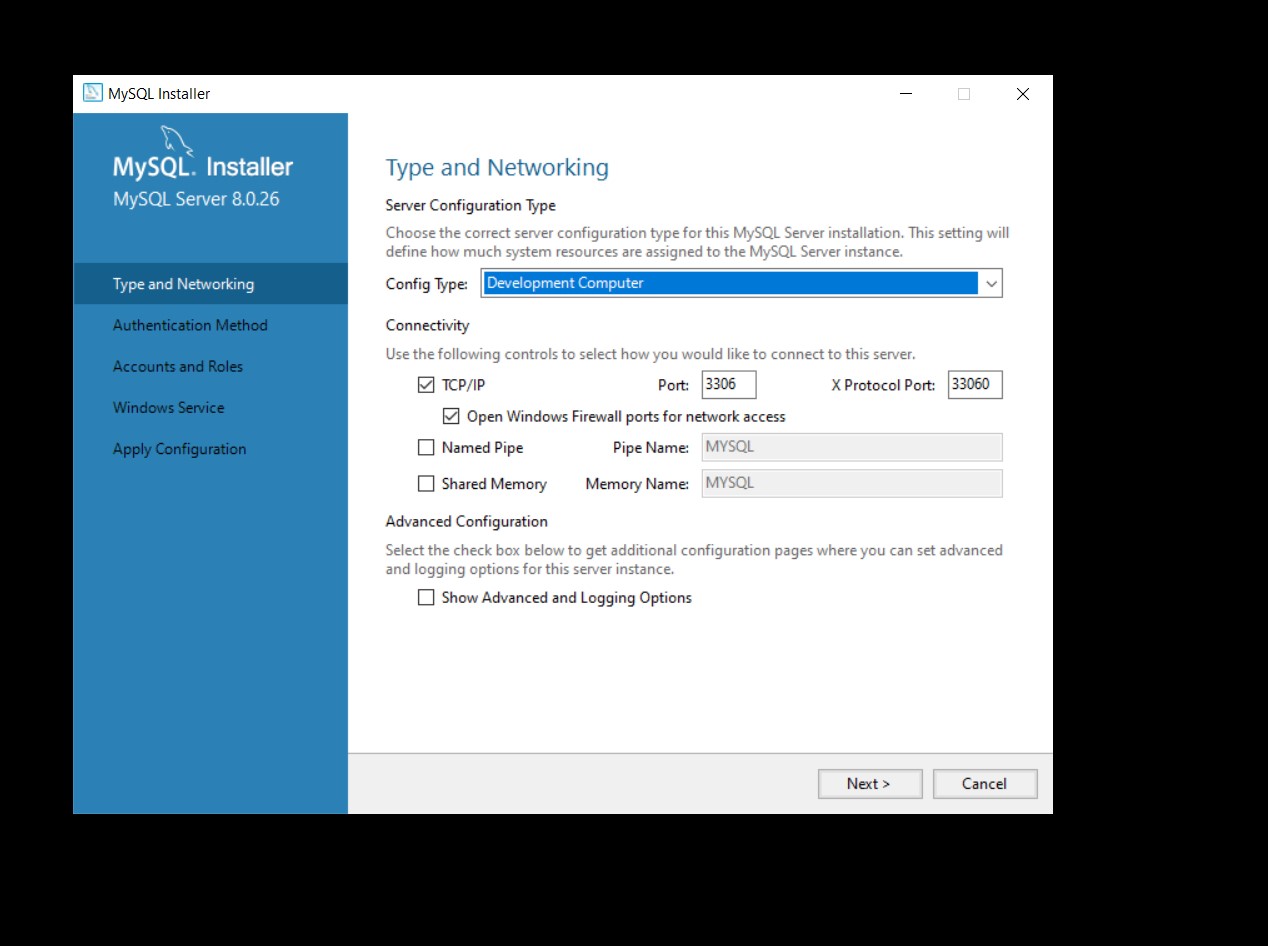 MySQL Installer
MySQL. Installer
MySQL Server 8.0.26
Type and Networking
Authentication Method
Accounts and Roles
Windows Service
Apply Configuration
Type and Networking
Server Configuration Type
Choose the correct server configuration type for this MySQL Server installation. This setting will
define how much system resources are assigned to the MySQL Server instance.
Config Type: Development Computer
Connectivity
Use the following controls to select how you would like to connect to this server.
TCP/IP Port: 3306 X Protocol Port: 33060
Open Windows Firewall ports for network access
Named Pipe Pipe Name: MYSQL
Shared Memory Memory Name: MYSQL
Advanced Configuration
Select the check box below to get additional configuration pages where you can set advanced
and logging options for this server instance.
Show Advanced and Logging Options
Next > Cancel